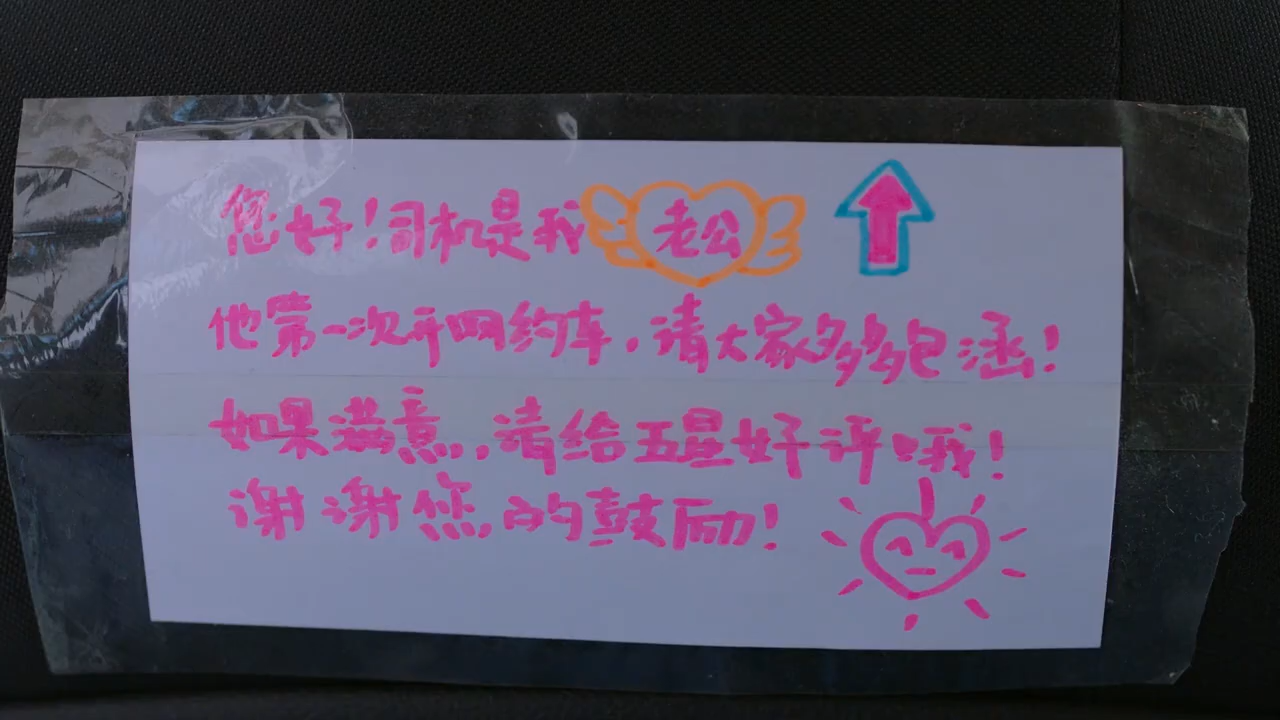 您好！司机是我老公
他第一次开网约车，请大家多多包涵！
如果满意，请给五星好评哦！
谢谢您的鼓励！